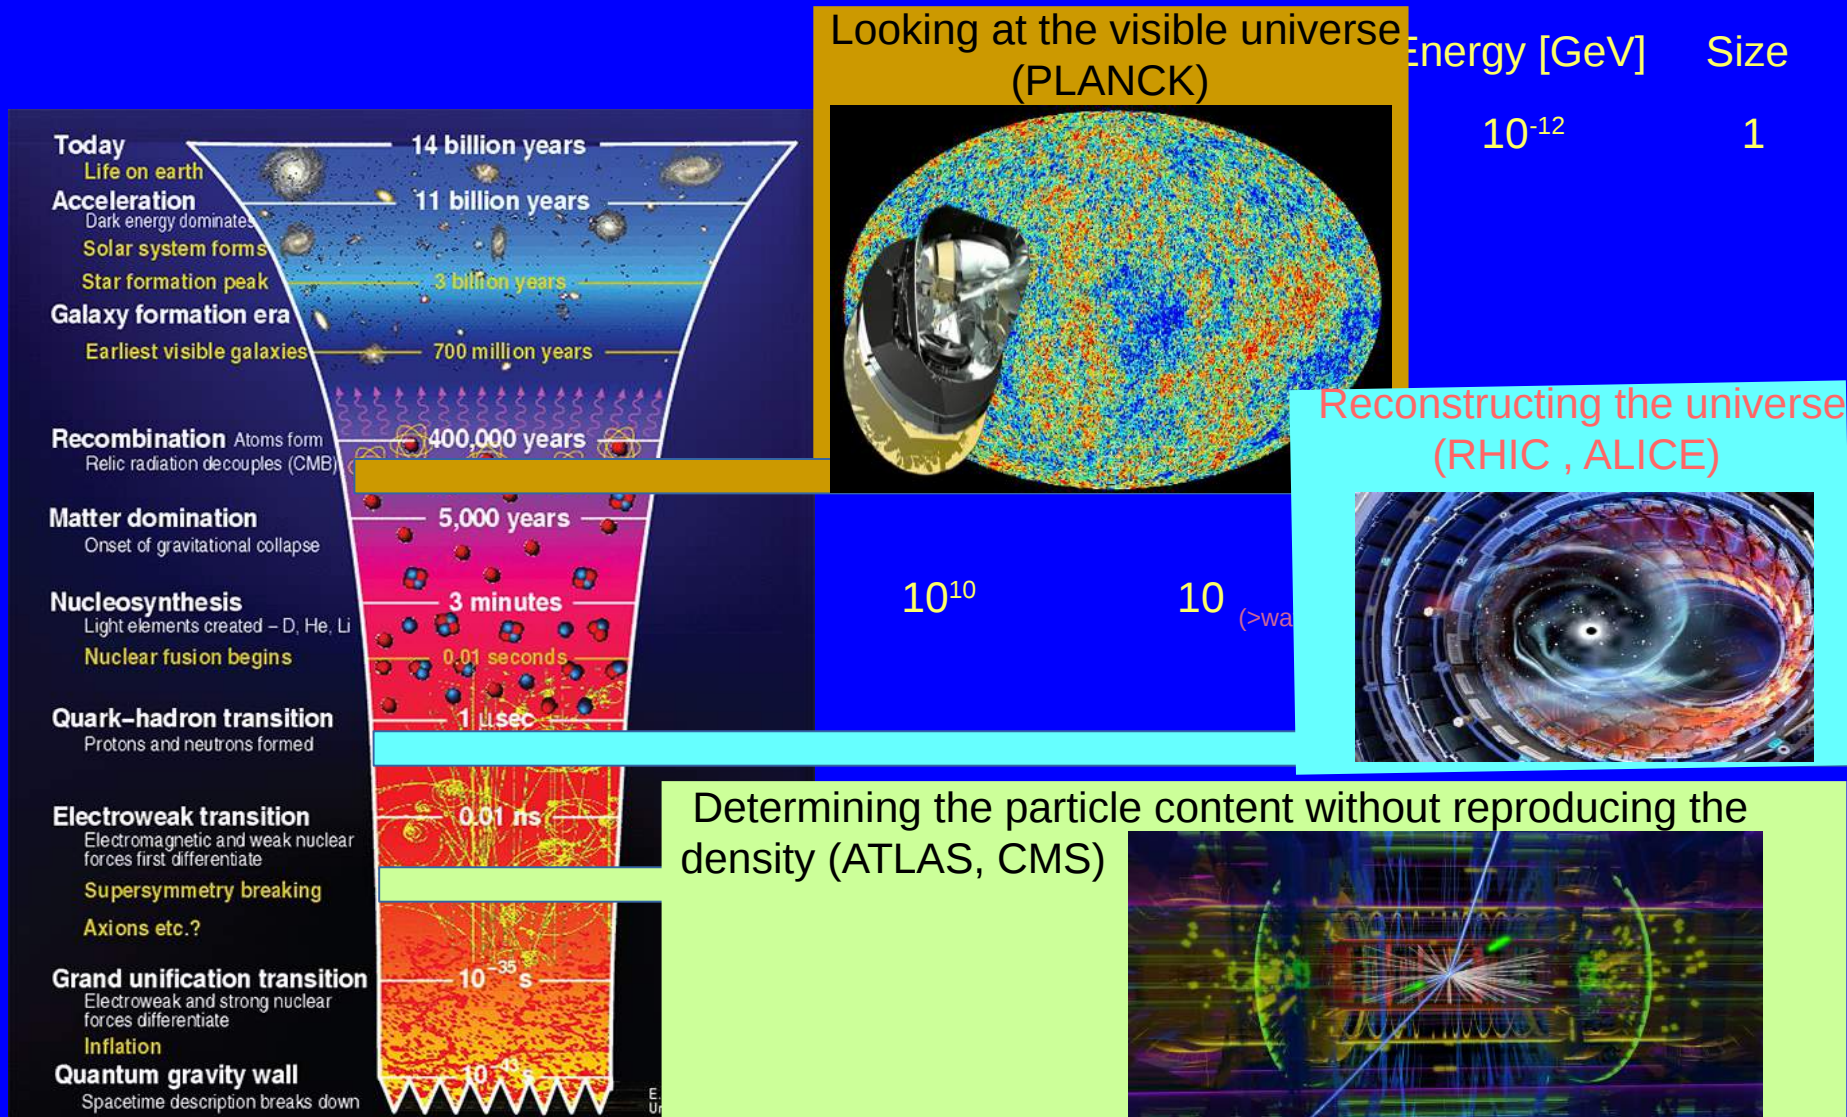 Looking at the visible universe
(PLANCK)
Energy [GeV] Size
10⁻¹² 1
Today 14 billion years
Life on earth
Acceleration 11 billion years
Dark energy dominates
Solar system forms
Star formation peak 3 billion years
Galaxy formation era
Earliest visible galaxies 700 million years
Recombination Atoms form 400,000 years
Relic radiation decouples (CMB)
Reconstructing the universe
(RHIC , ALICE)
Matter domination 5,000 years
Onset of gravitational collapse
Nucleosynthesis 3 minutes
Light elements created – D, He, Li
Nuclear fusion begins 0.01 seconds
10¹⁰ 10
Quark–hadron transition 1 μsec
Protons and neutrons formed
Determining the particle content without reproducing the
density (ATLAS, CMS)
Electroweak transition 0.01 ns
Electromagnetic and weak nuclear
forces first differentiate
Supersymmetry breaking
Axions etc.?
Grand unification transition 10⁻³⁵ s
Electroweak and strong nuclear
forces differentiate
Inflation
Quantum gravity wall 10⁻⁴³ s
Spacetime description breaks down